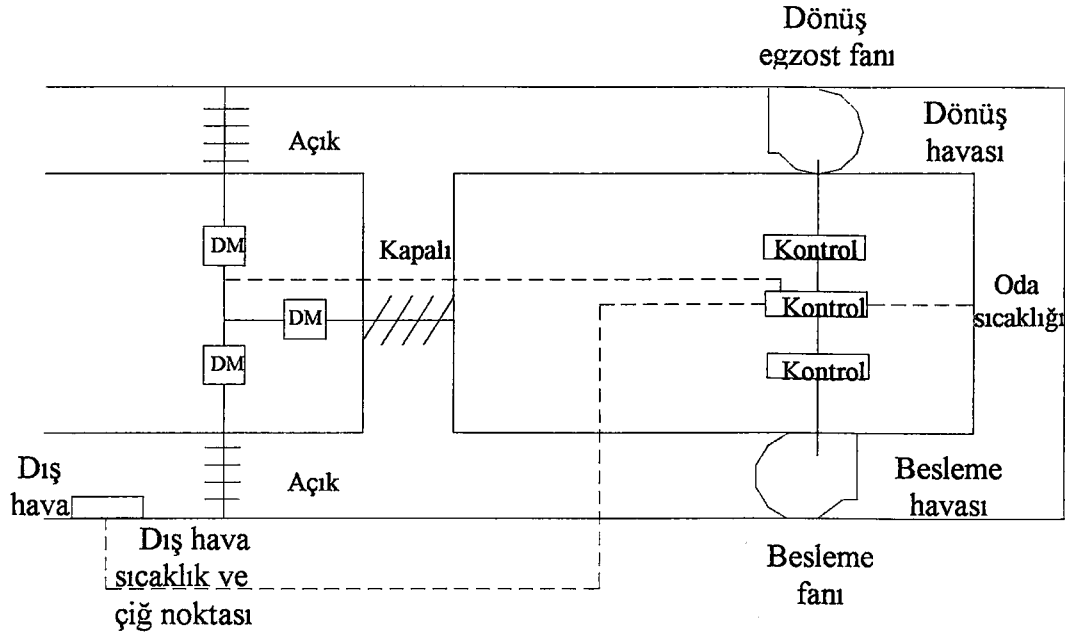 Dönüş
egzost fanı
Açık
Dönüş
havası
DM
Kapalı
Kontrol
DM
Kontrol
Oda
sıcaklığı
DM
Kontrol
Dış
hava
Açık
Besleme
havası
Dış hava
sıcaklık ve
çiğ noktası
Besleme
fanı